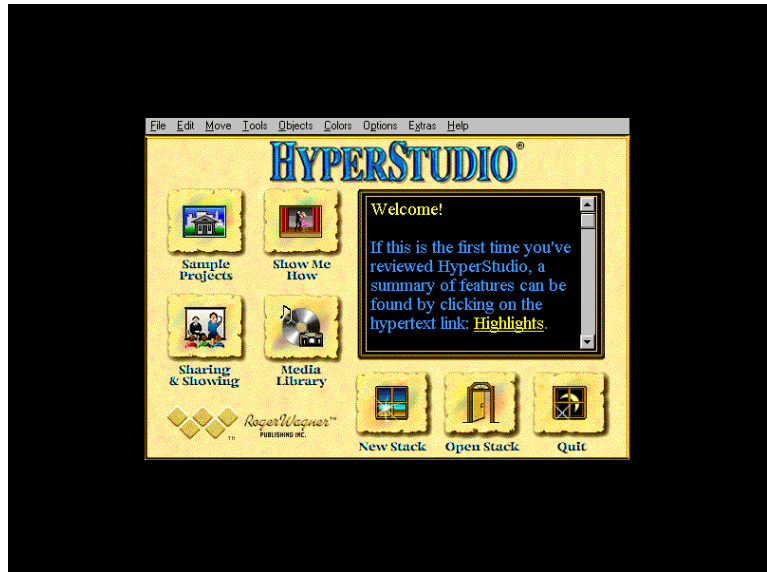 File Edit Move Tools Objects Colors Options Extras Help
HYPERSTUDIO®
Sample
Projects
Show Me
How
Sharing
& Showing
Media
Library
Welcome!
If this is the first time you've
reviewed HyperStudio, a
summary of features can be
found by clicking on the
hypertext link: Highlights.
TM
RogerWagner™
PUBLISHING INC.
New Stack
Open Stack
Quit